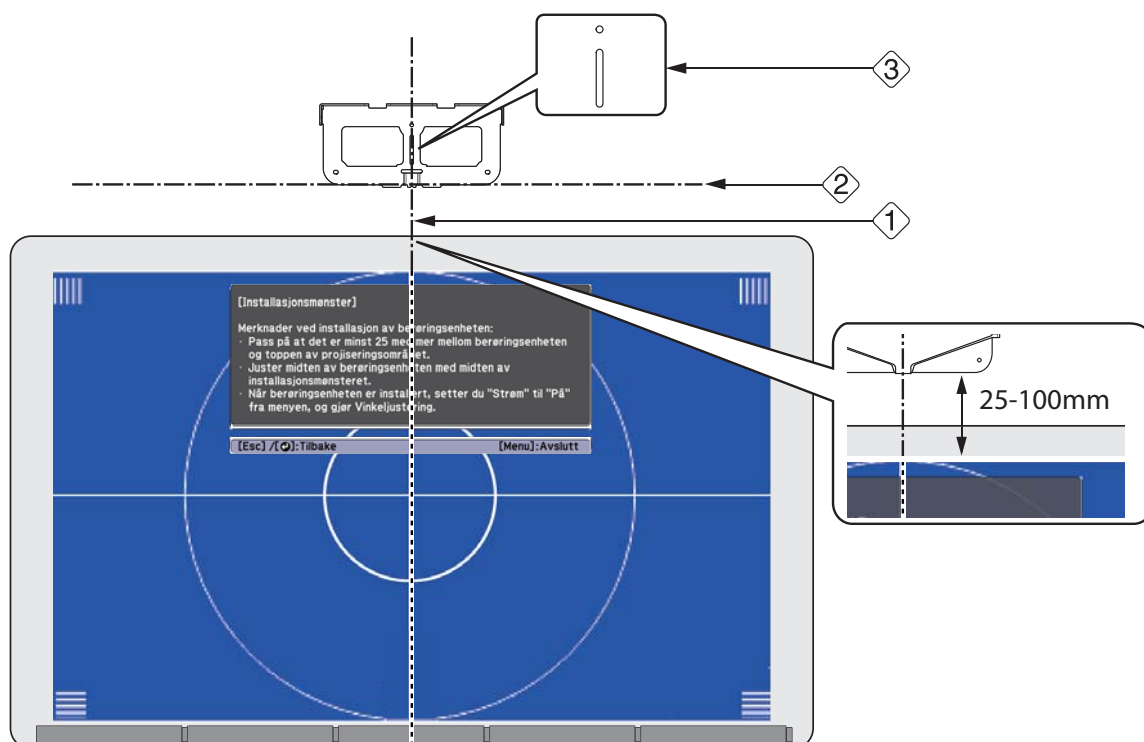 3
2
1
[Installasjonsmønster]
Merknader ved installasjon av berøringsenheten:
· Pass på at det er minst 25 med mer mellom berøringsenheten
og toppen av projiseringsområdet.
· Juster midten av berøringsenheten med midten av
installasjonsmønsteret.
· Når berøringsenheten er installert, setter du "Strøm" til "På"
fra menyen, og gjør Vinkeljustering.
[Esc] /[ ]:Tilbake [Menu]:Avslutt
25-100mm